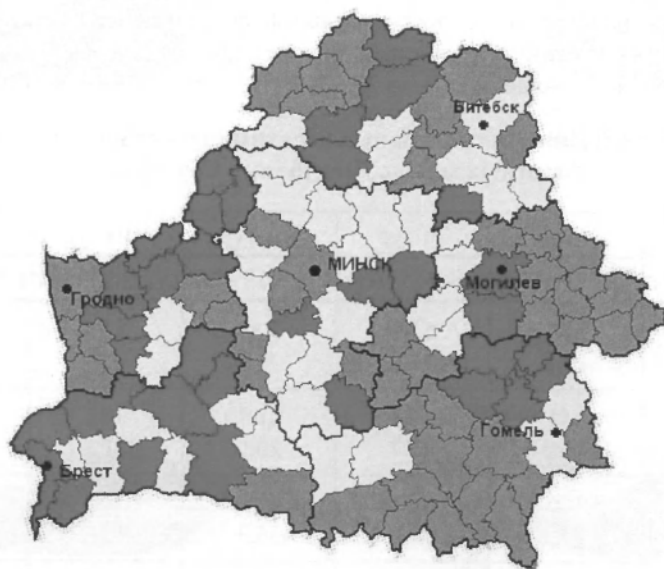 Витебск
МИНСК
Могилев
Гродно
Гомель
Брест